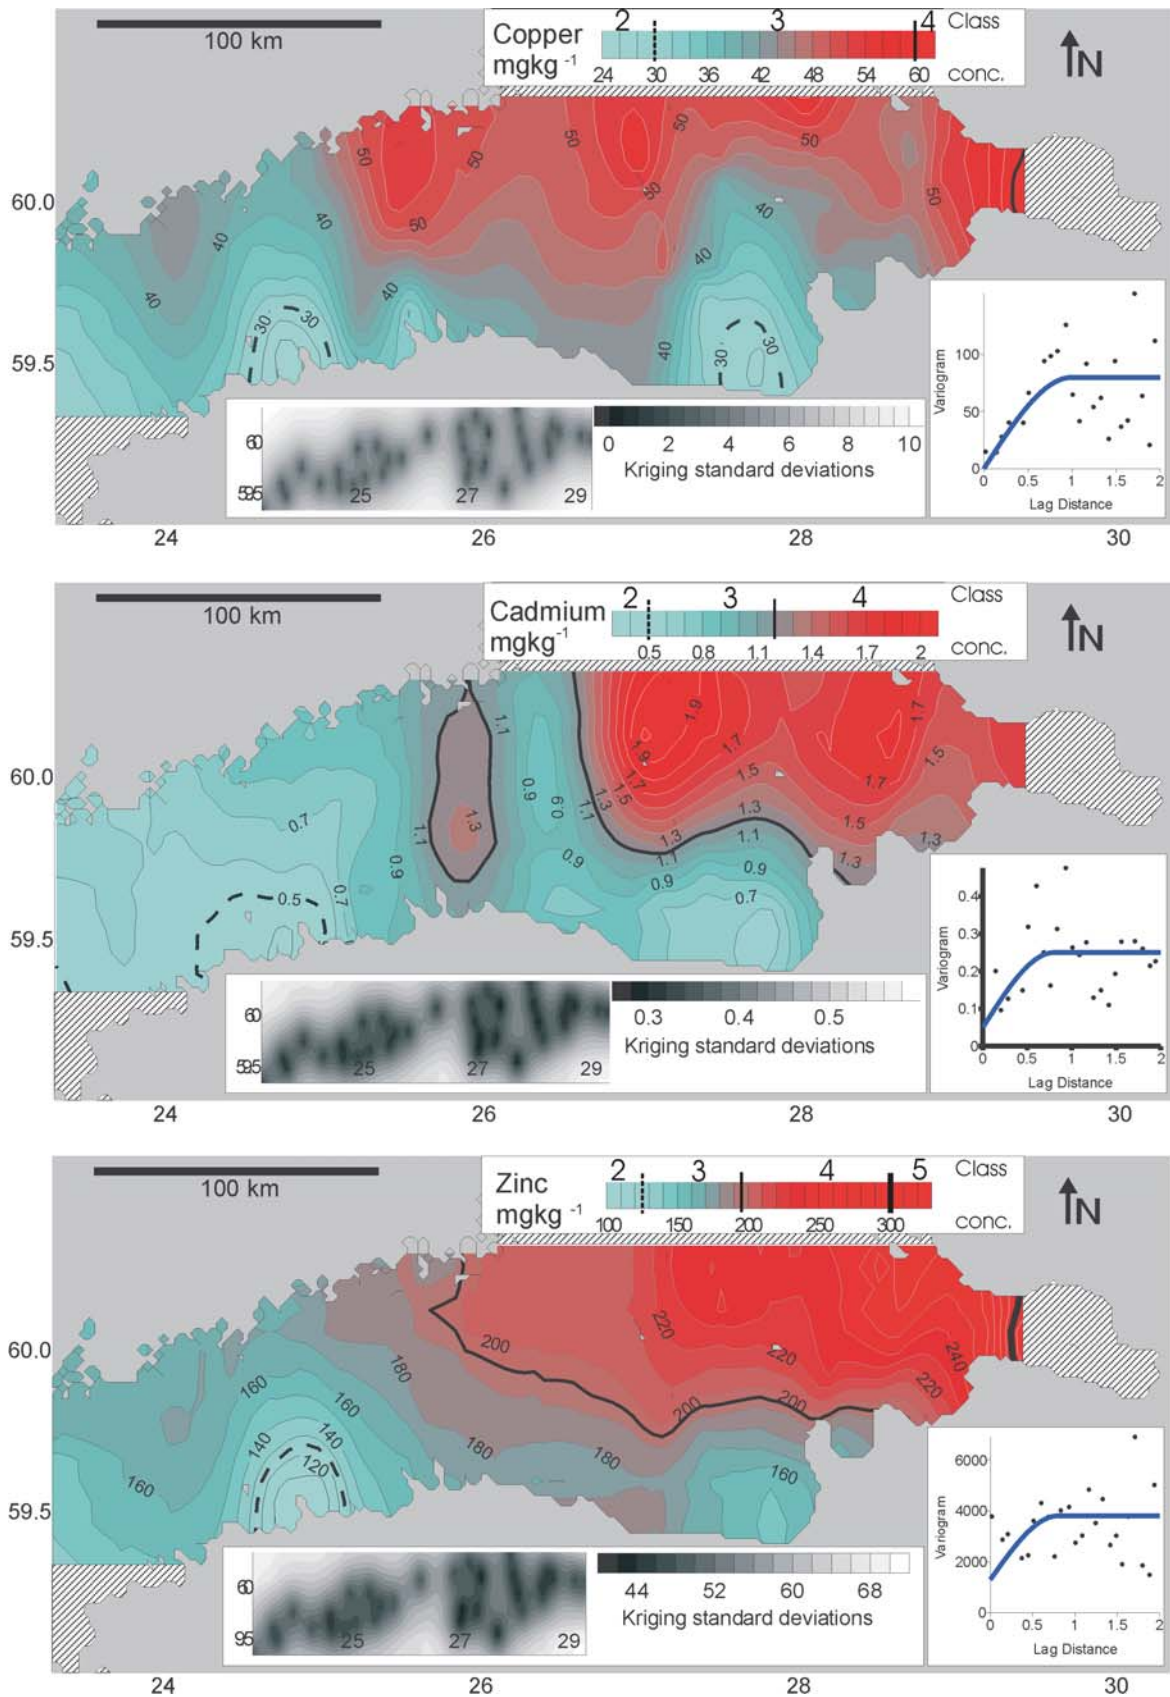 2 3 4 Class
Copper
mgkg -1
24 30 36 42 48 54 60 conc.
100 km
N
50 50 50 50 50
60.0
50 50 50
40 40 40
40 40 40
30 30 30 30 40
59.5
60
59.5
25 27 29
0 2 4 6 8 10
Kriging standard deviations
Variogram
100
50
0
0 0.5 1 1.5 2
Lag Distance
24 26 28 30
2 3 4 Class
Cadmium
mgkg-1
0.5 0.8 1.1 1.4 1.7 2 conc.
100 km
N
1.1 1.9 1.7
1.9 1.7 1.5
60.0
1.7 1.5 1.7
0.9 0.9 1.3 1.1
0.7 1.1 1.3 1.3 1.5 1.3
0.9 0.9 1.1 0.9 1.3
0.5 0.7 0.7
59.5
60
59.5
25 27 29
0.3 0.4 0.5
Kriging standard deviations
Variogram
0.4
0.3
0.2
0.1
0
0 0.5 1 1.5 2
Lag Distance
24 26 28 30
2 3 4 5 Class
Zinc
mgkg -1
100 150 200 250 300 conc.
100 km
N
220
60.0
200 220 240
180 220
160 160 200 200
140 140 180 180
160 120 160
59.5
60
95
25 27 29
44 52 60 68
Kriging standard deviations
Variogram
6000
4000
2000
0
0 0.5 1 1.5 2
Lag Distance
24 26 28 30